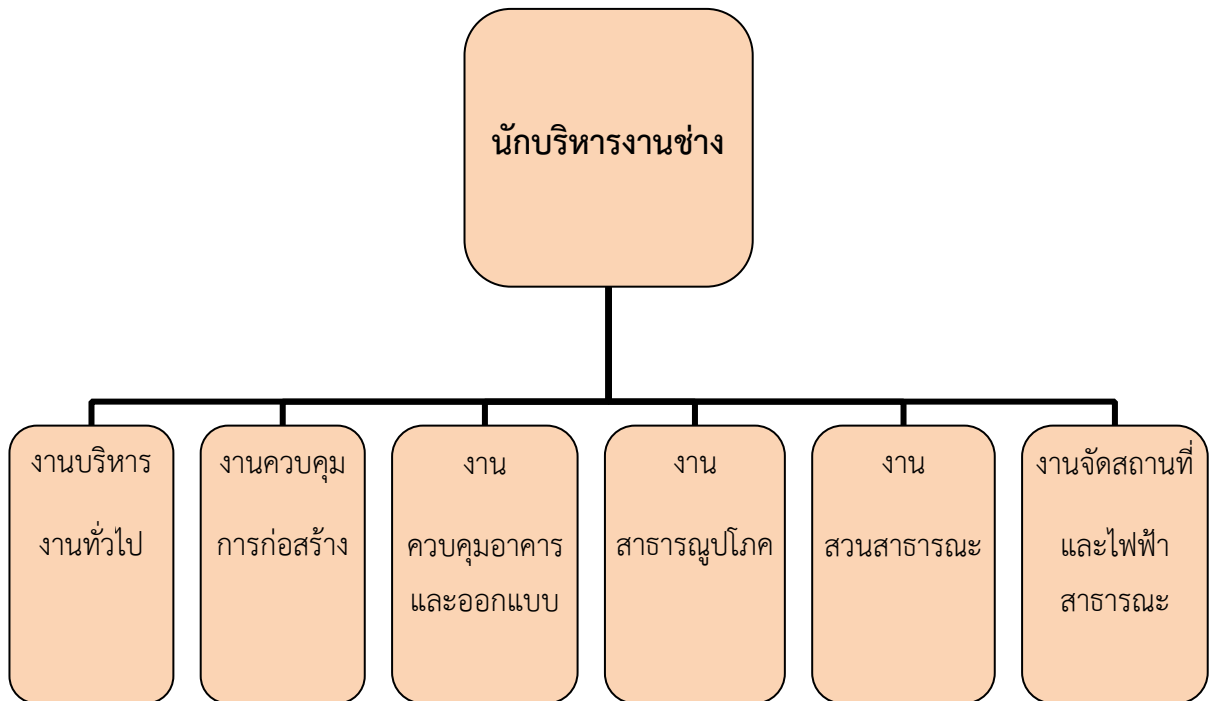 นักบริหารงานช่าง
งานบริหาร
งานทั่วไป
งานควบคุม
การก่อสร้าง
งาน
ควบคุมอาคาร
และออกแบบ
งาน
สาธารณูปโภค
งาน
สวนสาธารณะ
งานจัดสถานที่
และไฟฟ้า
สาธารณะ